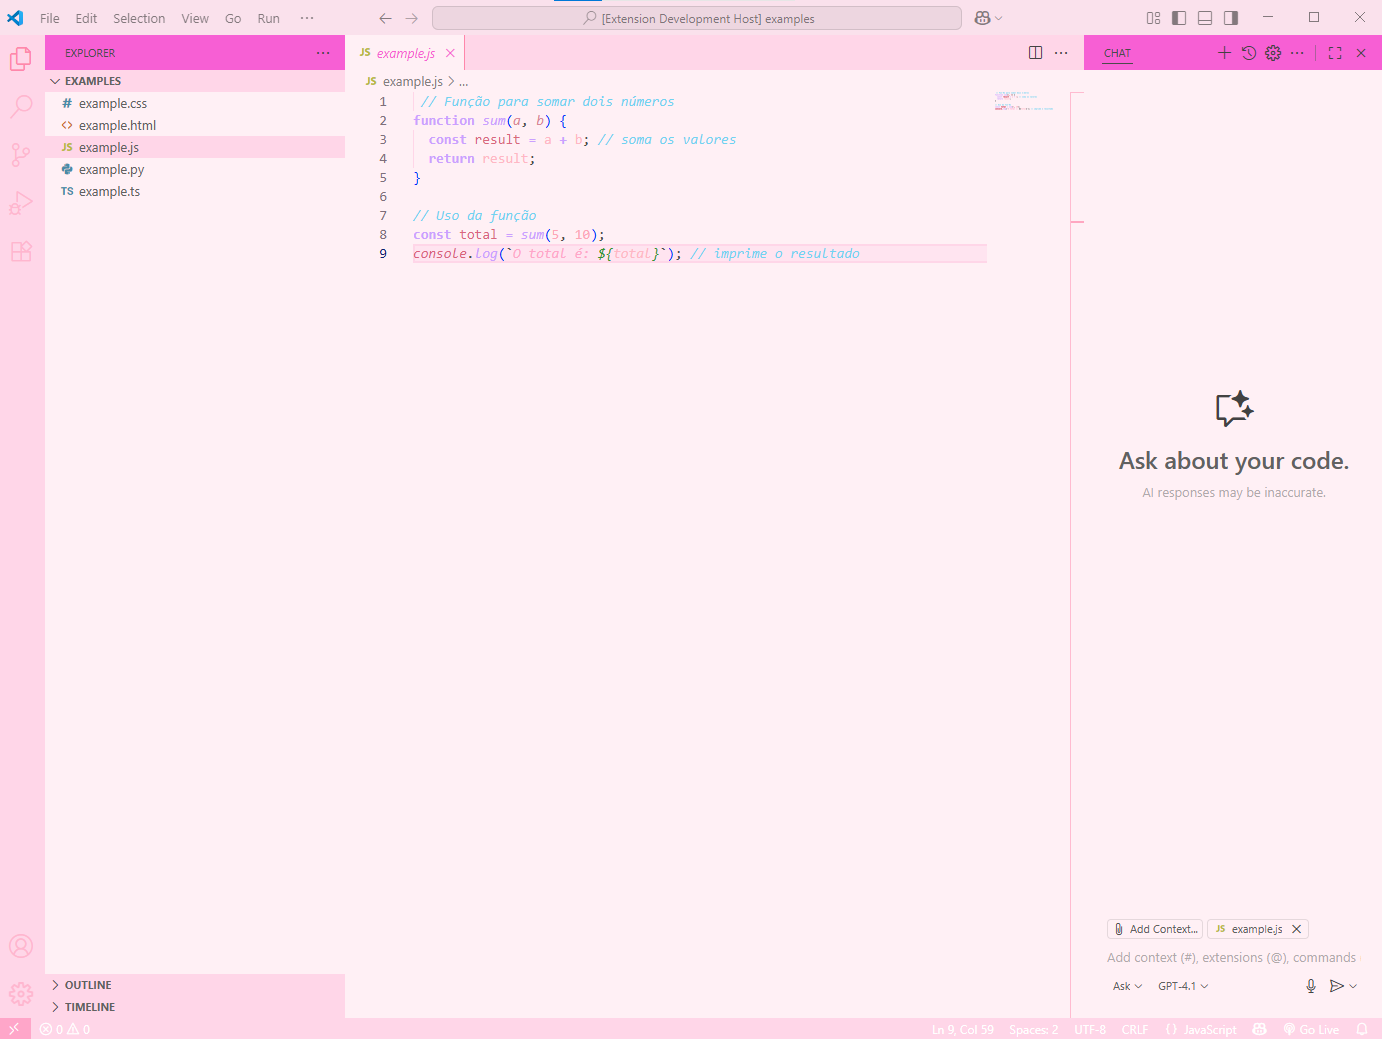 File Edit Selection View Go Run ···
[Extension Development Host] examples
EXPLORER ···
EXAMPLES
# example.css
<> example.html
JS example.js
example.py
TS example.ts
OUTLINE
TIMELINE
JS example.js
JS example.js > ...
1 // Função para somar dois números
2 function sum(a, b) {
3 const result = a + b; // soma os valores
4 return result;
5 }
6
7 // Uso da função
8 const total = sum(5, 10);
9 console.log(`O total é: ${total}`); // imprime o resultado
CHAT
Ask about your code.
AI responses may be inaccurate.
Add Context... JS example.js
Add context (#), extensions (@), commands
Ask GPT-4.1
0 0 Ln 9, Col 59 Spaces: 2 UTF-8 CRLF {} JavaScript Go Live